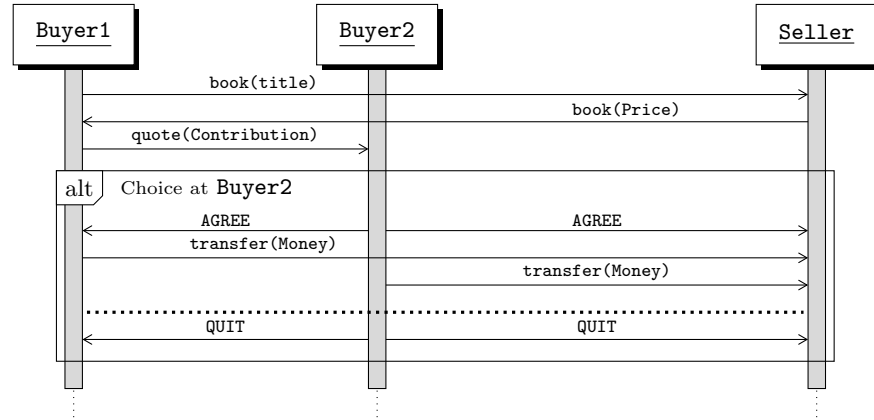 Buyer1 Buyer2 Seller
book(title)
book(Price)
quote(Contribution)
alt Choice at Buyer2
AGREE AGREE
transfer(Money)
transfer(Money)
QUIT QUIT